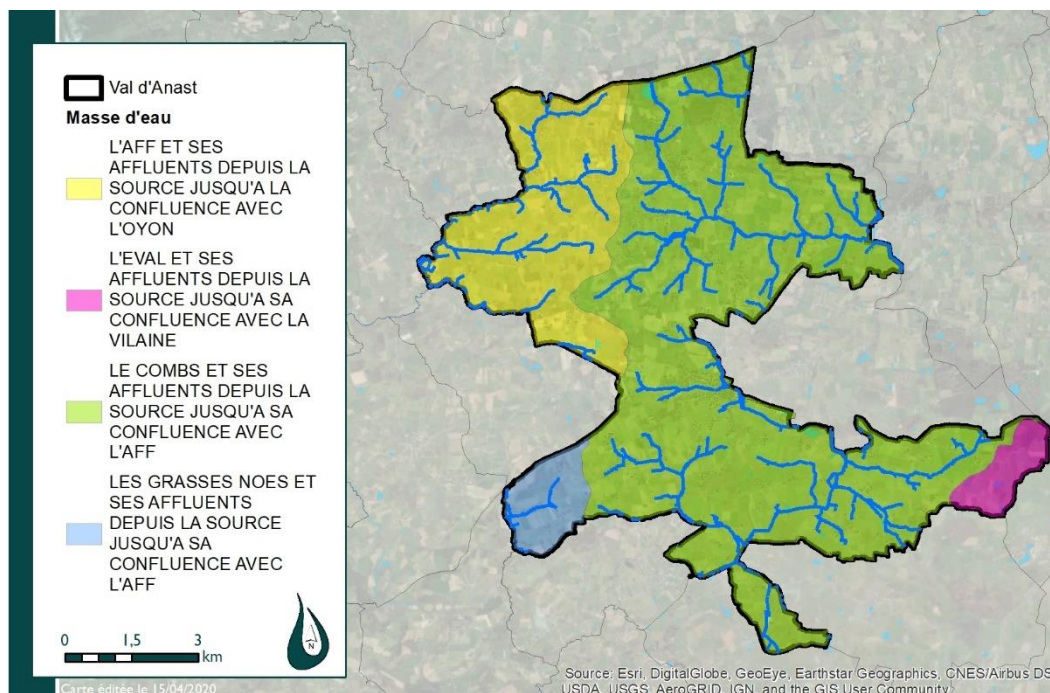 Val d'Anast
Masse d'eau
L'AFF ET SES
AFFLUENTS DEPUIS LA
SOURCE JUSQU'A LA
CONFLUENCE AVEC
L'OYON
L'EVAL ET SES
AFFLUENTS DEPUIS LA
SOURCE JUSQU'A SA
CONFLUENCE AVEC LA
VILAINE
LE COMBS ET SES
AFFLUENTS DEPUIS LA
SOURCE JUSQU'A SA
CONFLUENCE AVEC
L'AFF
LES GRASSES NOES ET
SES AFFLUENTS
DEPUIS LA SOURCE
JUSQU'A SA
CONFLUENCE AVEC
L'AFF
N
0 1,5 3
km
Carte éditée le 15/04/2020
Source: Esri, DigitalGlobe, GeoEye, Earthstar Geographics, CNES/Airbus DS,
USDA, USGS, AeroGRID, IGN, and the GIS User Community